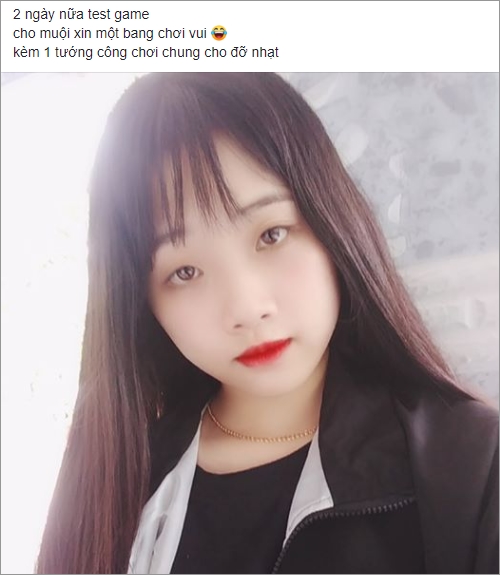 2 ngày nữa test game
cho muội xin một bang chơi vui 😂
kèm 1 tướng công chơi chung cho đỡ nhạt